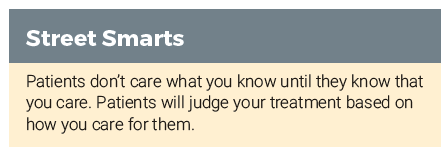 Street Smarts
Patients don’t care what you know until they know that
you care. Patients will judge your treatment based on
how you care for them.